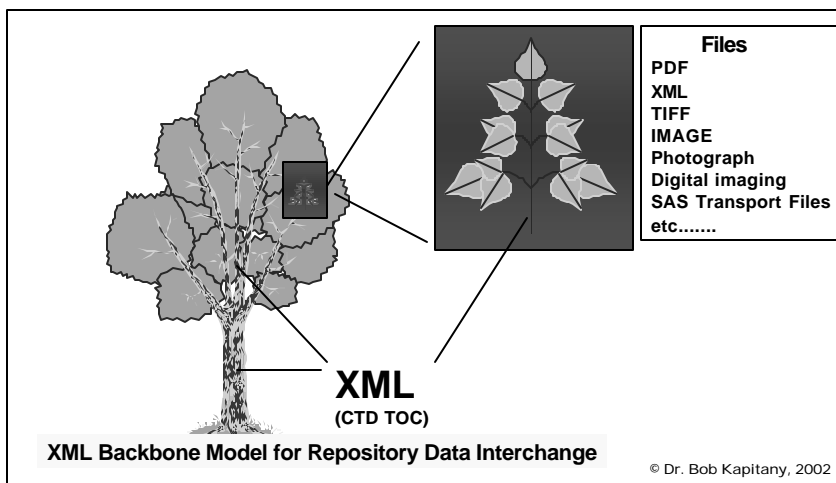 Files
PDF
XML
TIFF
IMAGE
Photograph
Digital imaging
SAS Transport Files
etc.......
XML
(CTD TOC)
XML Backbone Model for Repository Data Interchange
© Dr. Bob Kapitany, 2002